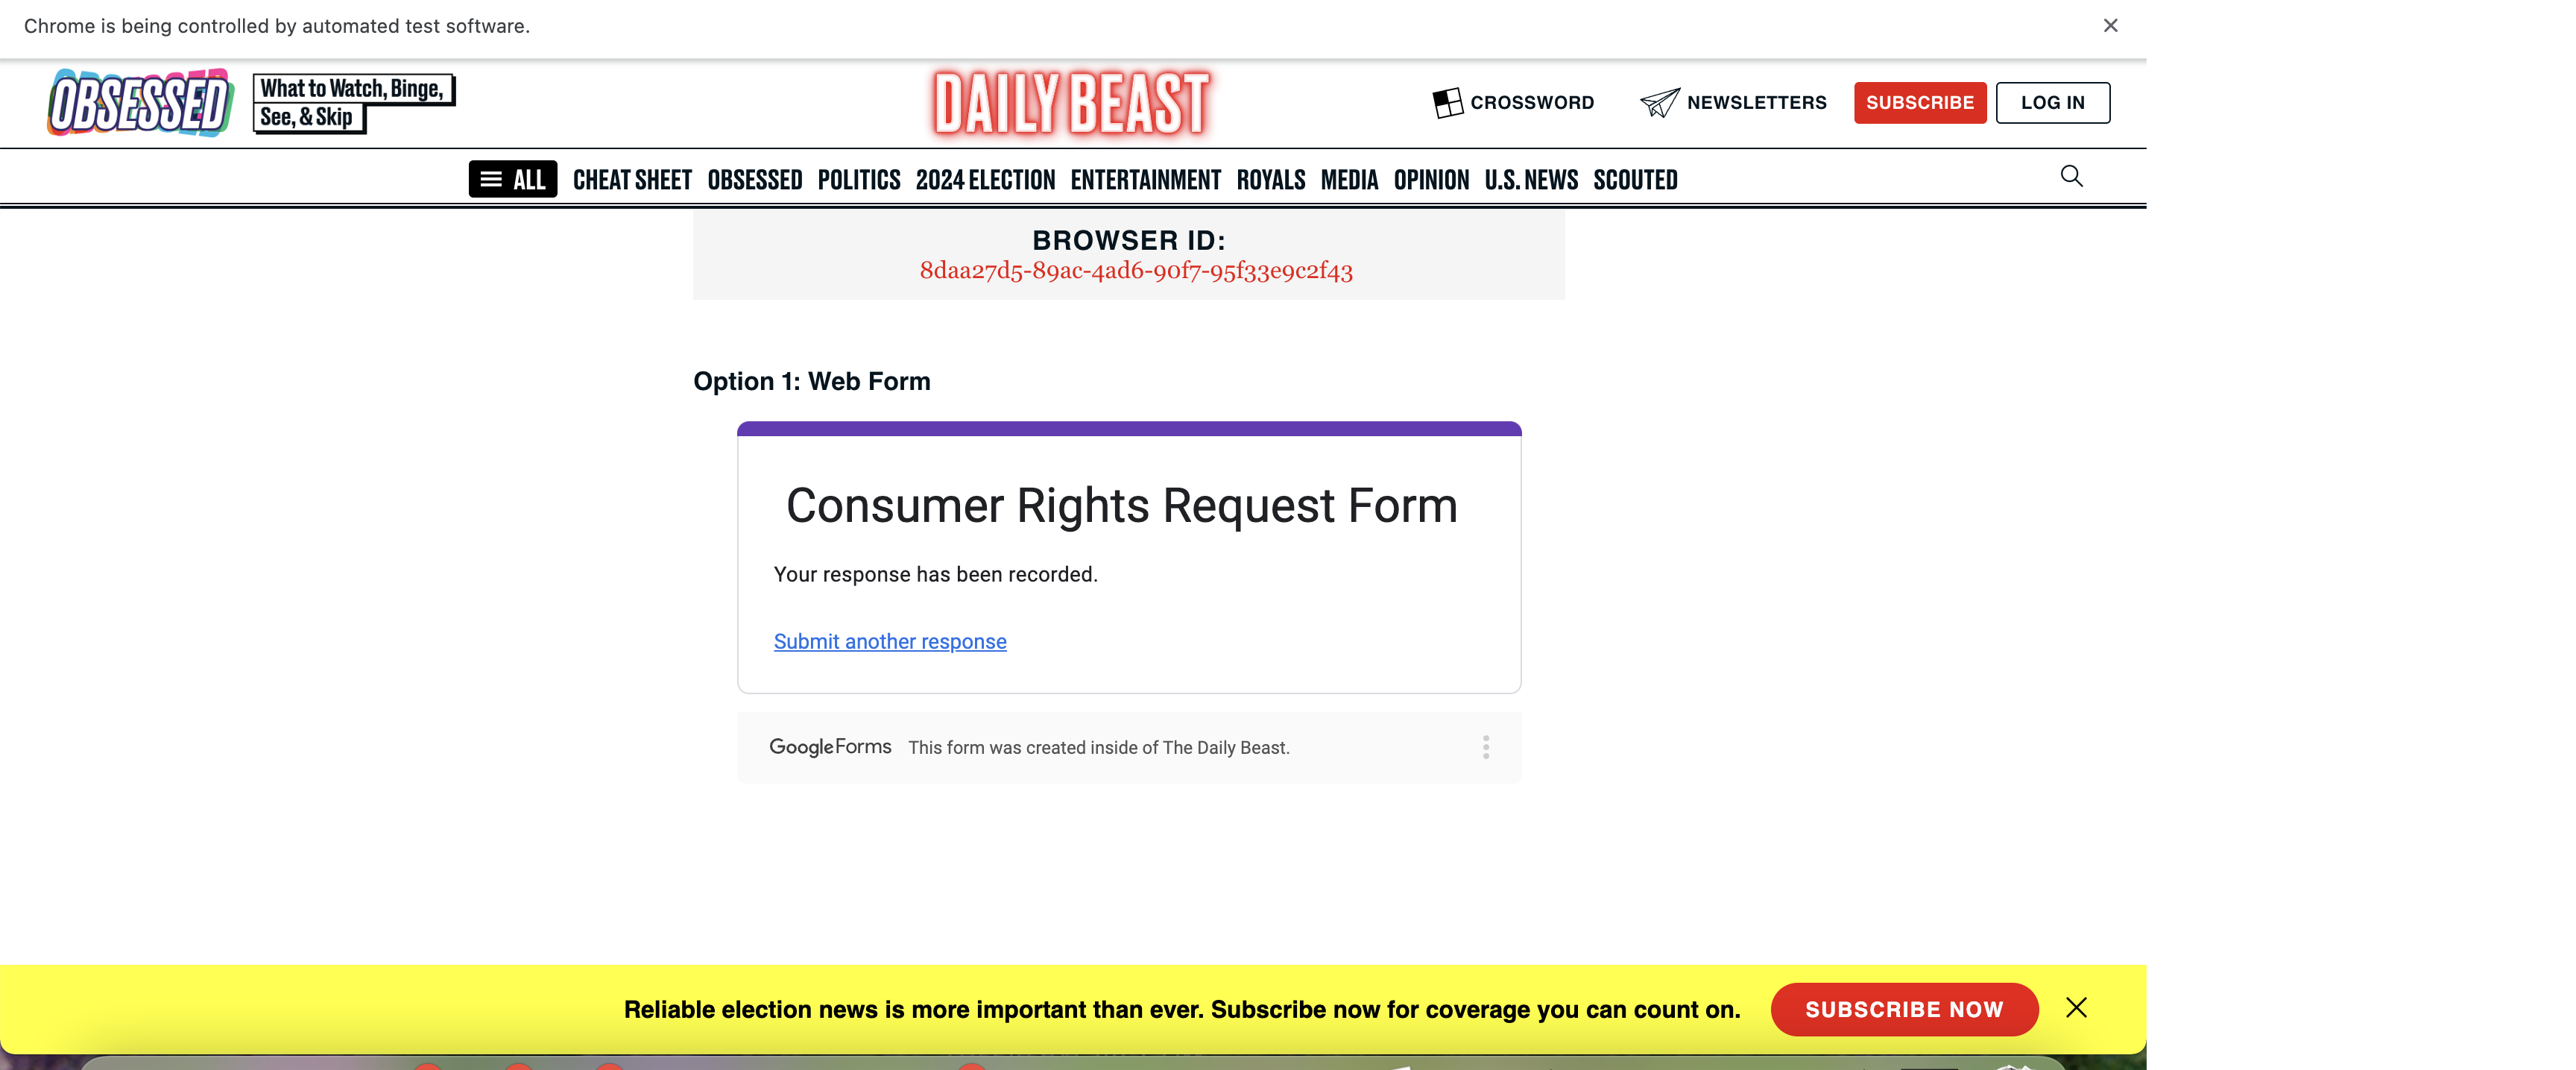 Chrome is being controlled by automated test software.
OBSESSED
What to Watch, Binge,
See, & Skip
DAILY BEAST
CROSSWORD
NEWSLETTERS
SUBSCRIBE
LOG IN
ALL CHEAT SHEET OBSESSED POLITICS 2024 ELECTION ENTERTAINMENT ROYALS MEDIA OPINION U.S. NEWS SCOUTED
BROWSER ID:
8daa27d5-89ac-4ad6-90f7-95f33e9c2f43
Option 1: Web Form
Consumer Rights Request Form
Your response has been recorded.
Submit another response
Google Forms This form was created inside of The Daily Beast.
Reliable election news is more important than ever. Subscribe now for coverage you can count on.
SUBSCRIBE NOW